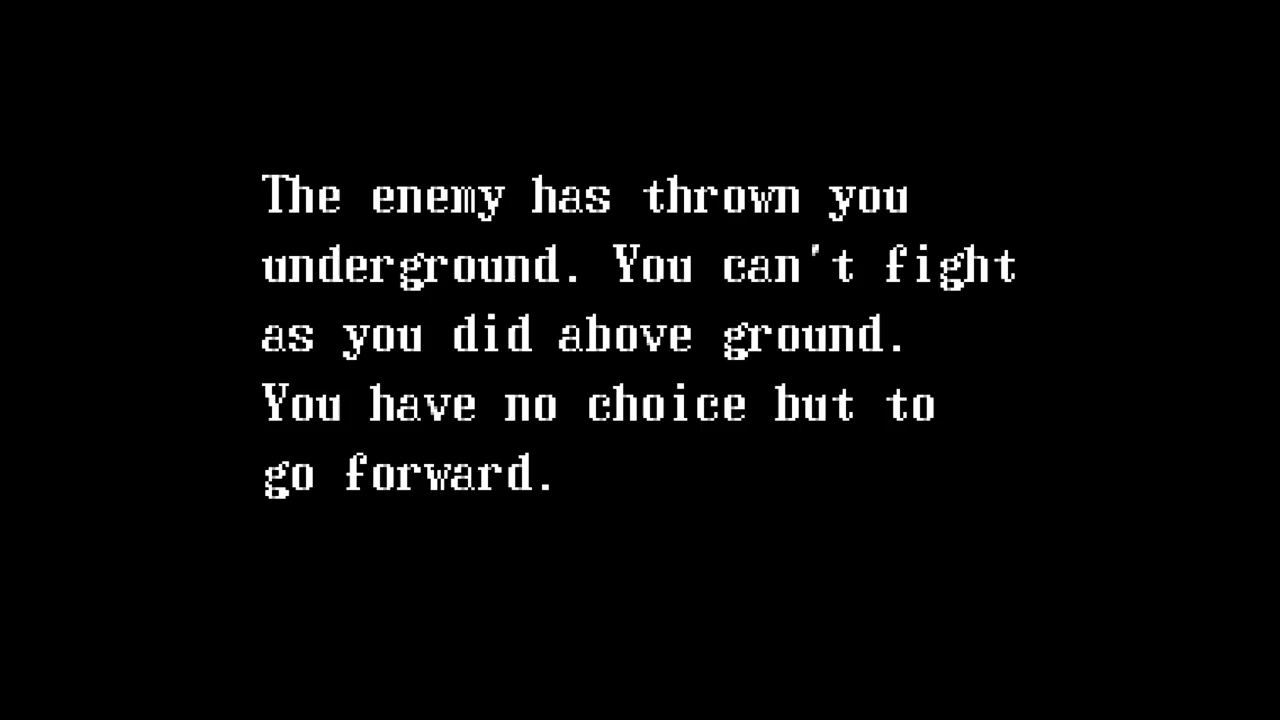 The enemy has thrown you
underground. You can't fight
as you did above ground.
You have no choice but to
go forward.